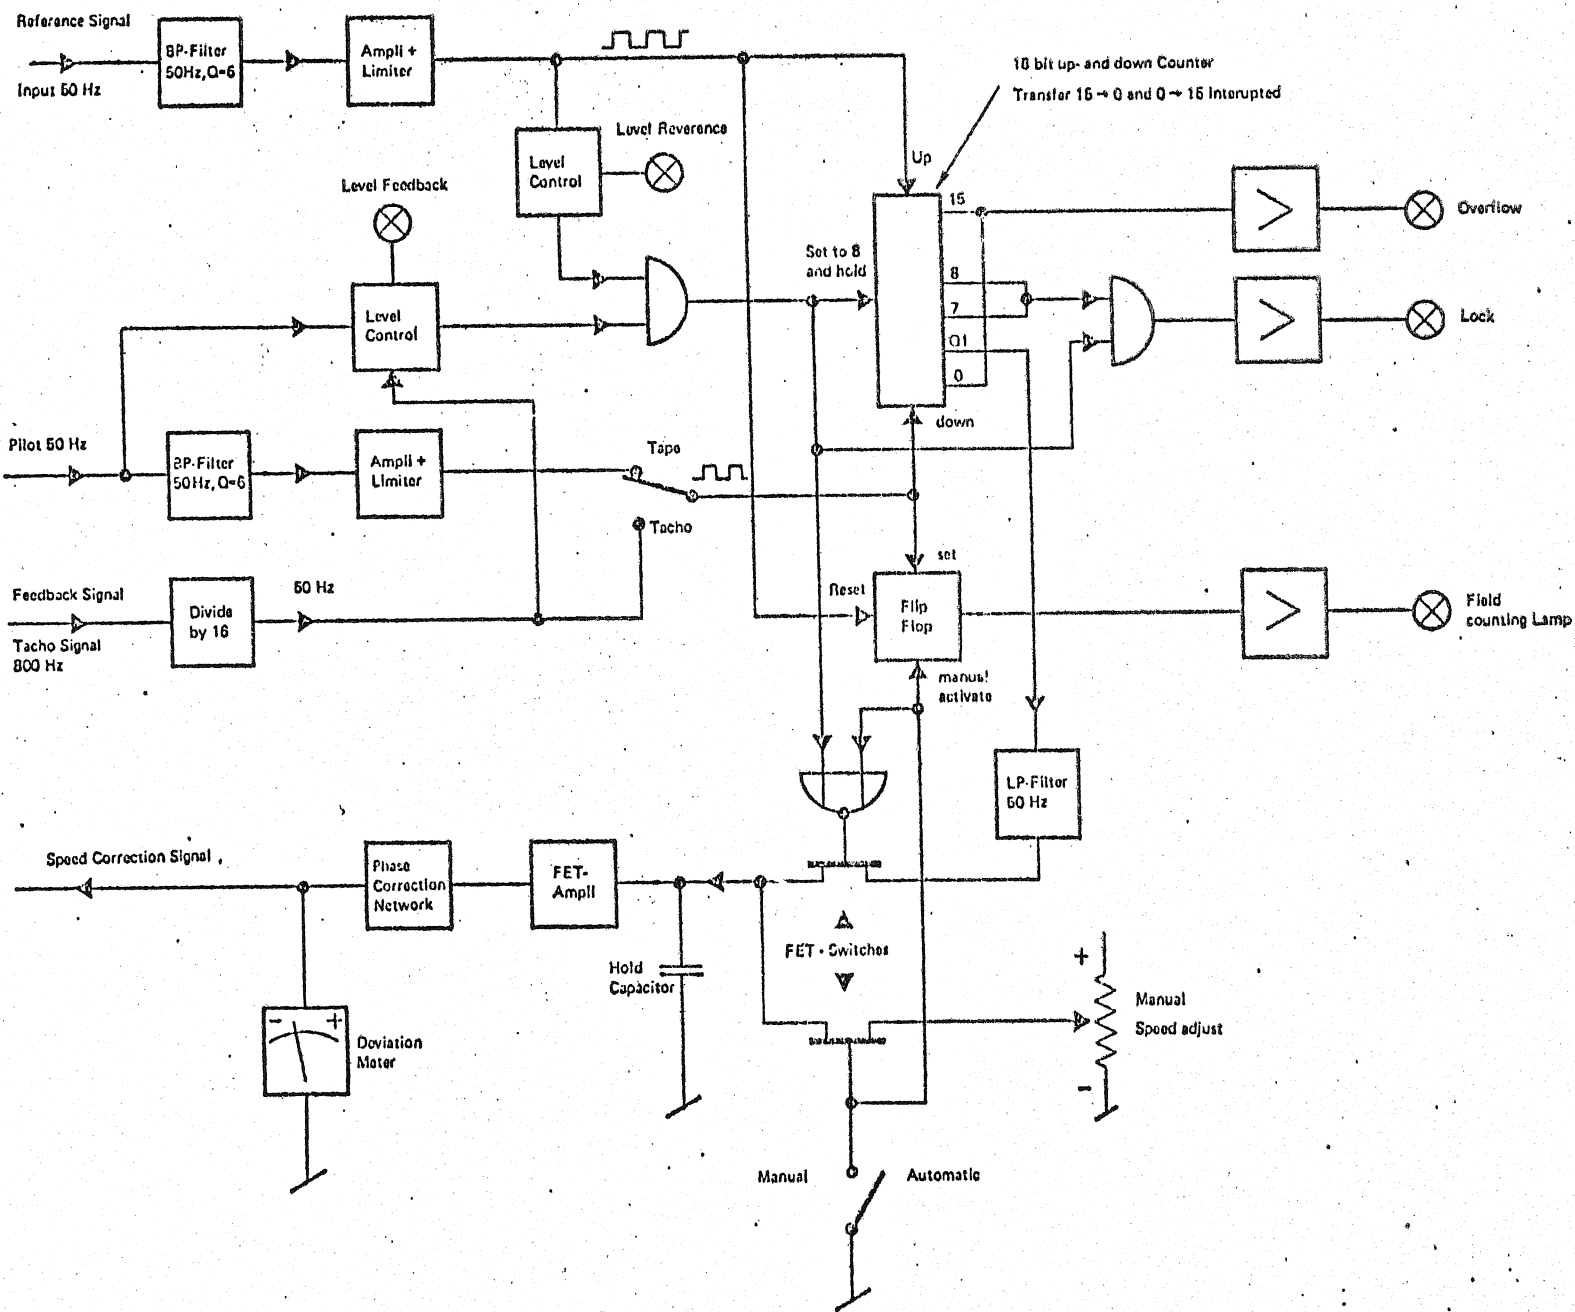 Reference Signal
Input 50 Hz
BP-Filter
50Hz, Q=6
Ampli +
Limiter
16 bit up- and down Counter
Transfer 15 → 0 and 0 → 15 Interupted
Level Reverence
Level
Control
Level Feedback
Up
15
Overflow
Set to 8
and hold
8
7
Q1
0
Lock
Level
Control
down
Pilot 50 Hz
BP-Filter
50Hz, Q=6
Ampli +
Limiter
Tape
Tacho
set
Feedback Signal
Tacho Signal
800 Hz
Divide
by 16
50 Hz
Reset
Flip
Flop
Field
counting Lamp
manual
activate
LP-Filter
50 Hz
Speed Correction Signal
Phase
Correction
Network
FET-
Ampli
FET - Switches
Hold
Capacitor
+
Manual
Speed adjust
-
- +
Deviation
Meter
Manual
Automatic